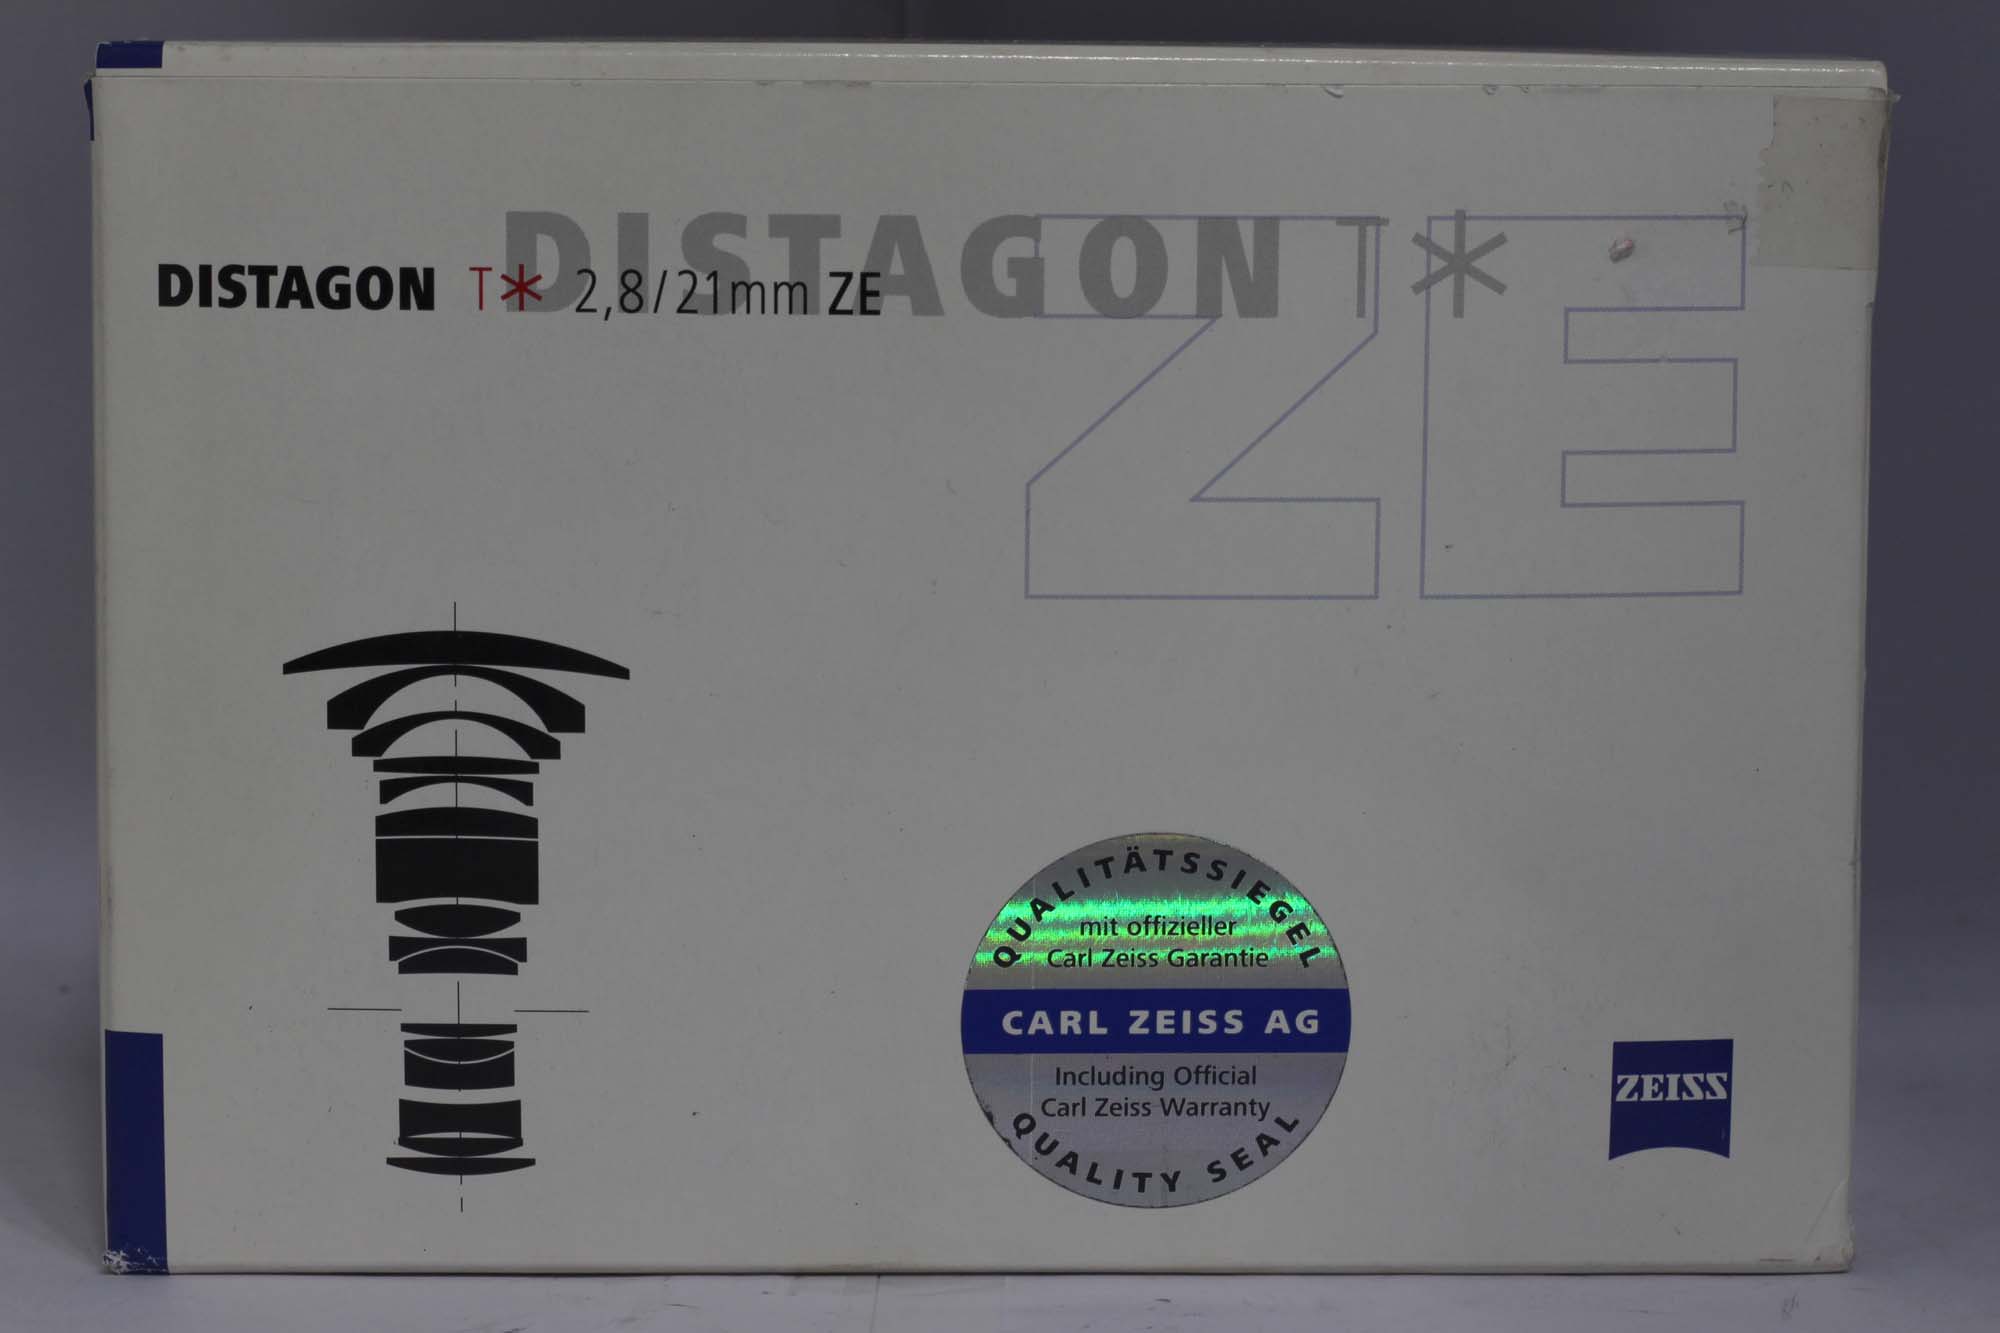 DISTAGON T*
ZE
DISTAGON T* 2,8/21mm ZE
QUALITÄTSSIEGEL
mit offizieller
Carl Zeiss Garantie
CARL ZEISS AG
Including Official
Carl Zeiss Warranty
QUALITY SEAL
ZEISS